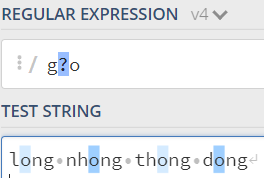 REGULAR EXPRESSION v4
/ g?o
TEST STRING
long nhong thong dong